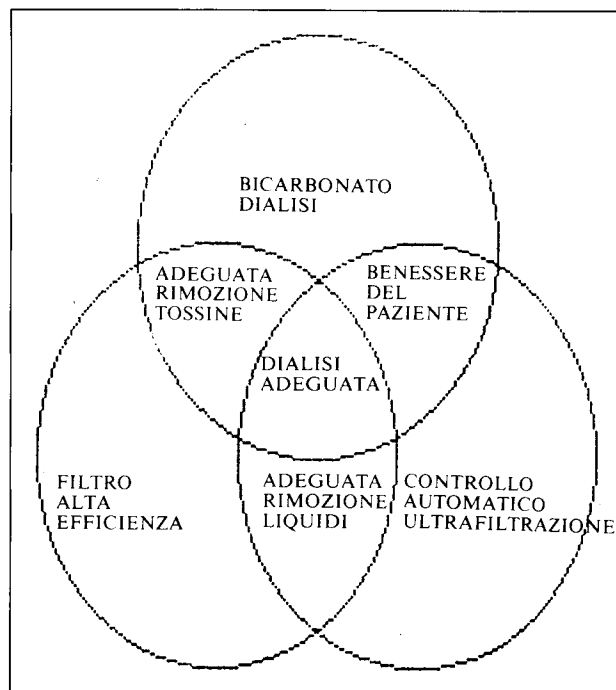 BICARBONATO
DIALISI
ADEGUATA
RIMOZIONE
TOSSINE
BENESSERE
DEL
PAZIENTE
DIALISI
ADEGUATA
FILTRO
ALTA
EFFICIENZA
ADEGUATA
RIMOZIONE
LIQUIDI
CONTROLLO
AUTOMATICO
ULTRAFILTRAZIONE